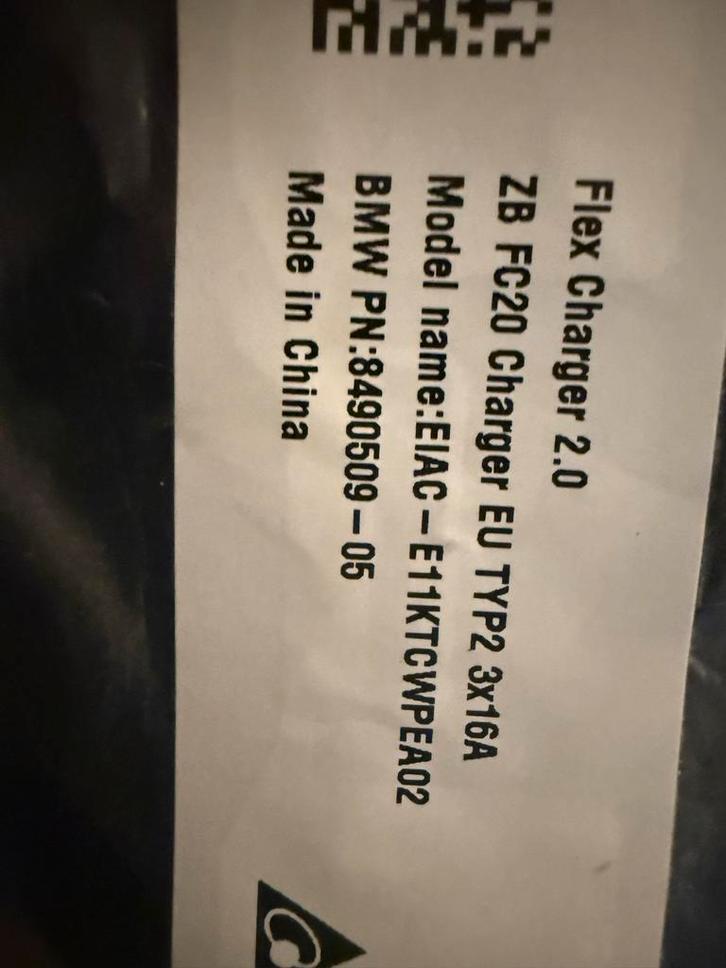 Flex Charger 2.0
ZB FC20 Charger EU TYP2 3x16A
Model name:EIAC-E11KTCWPEA02
BMW PN:8490509-05
Made in China